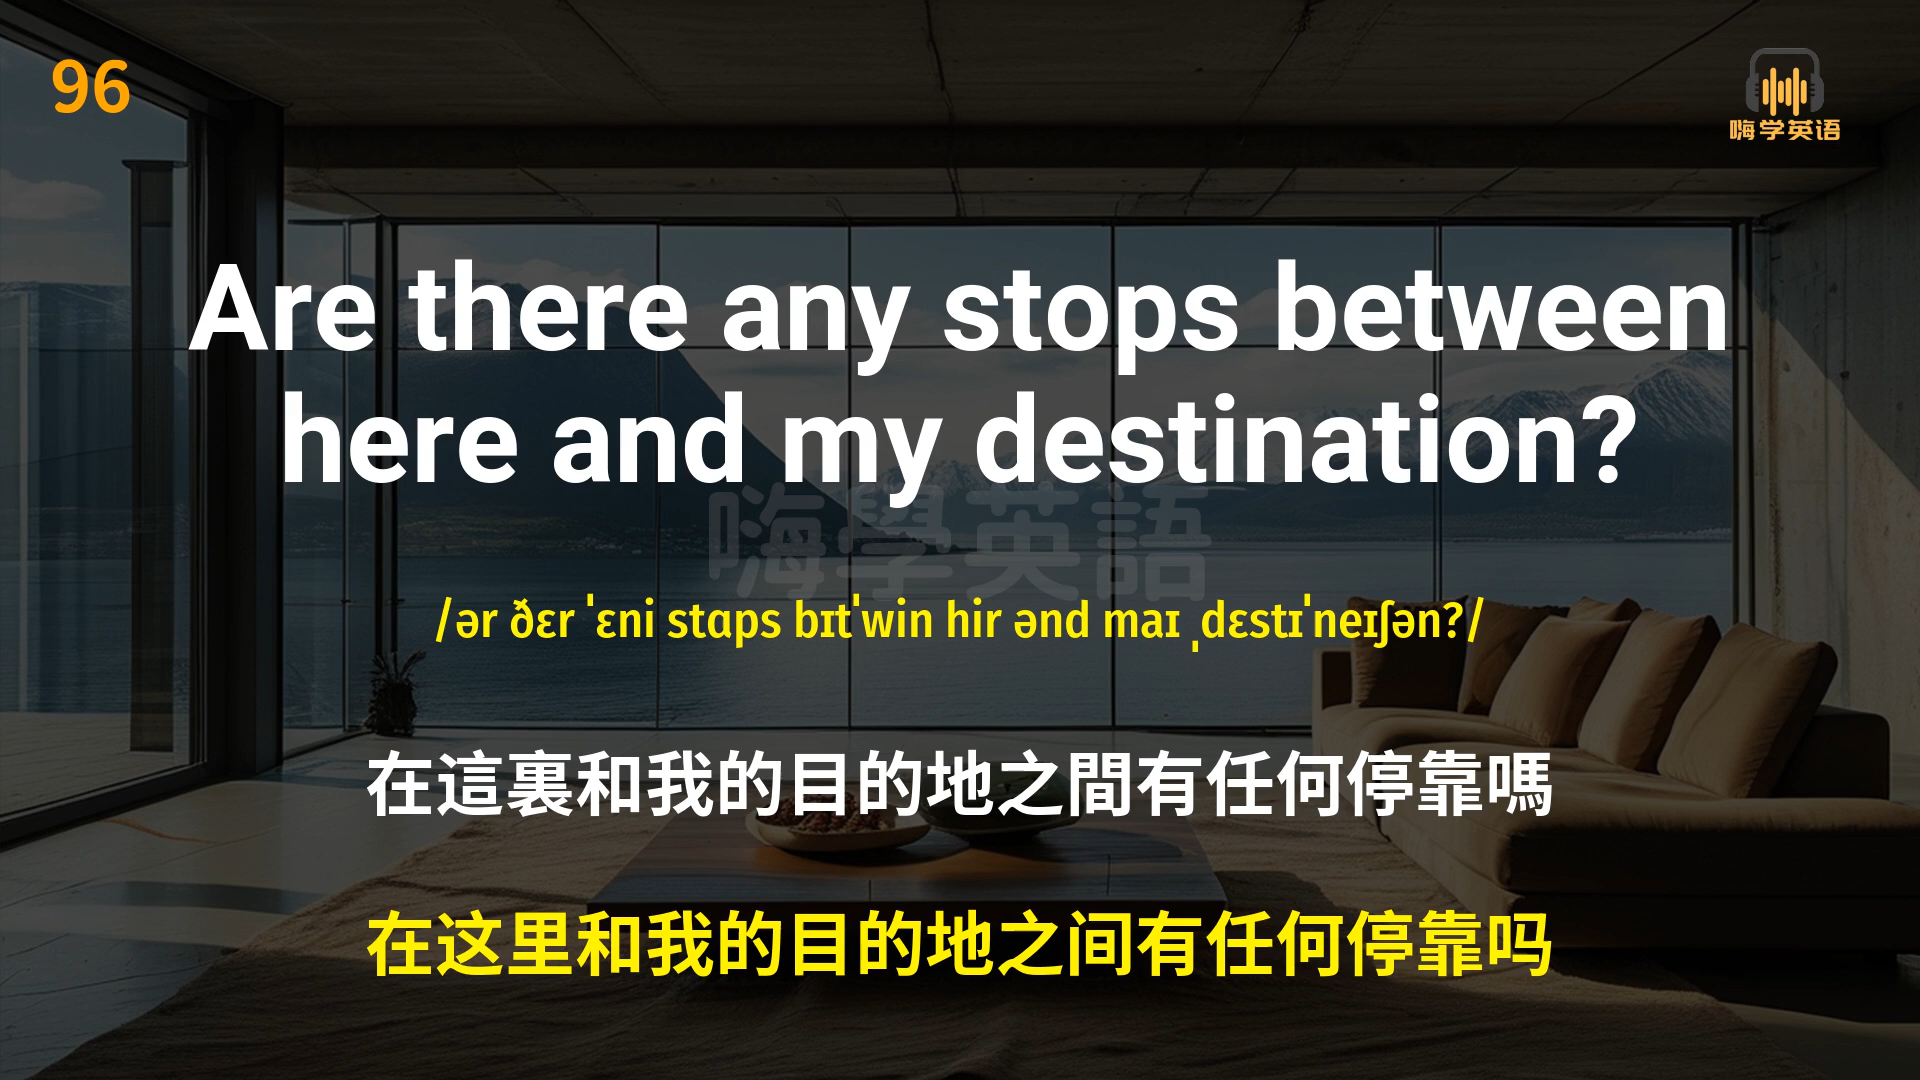 96
嗨学英语
Are there any stops between
here and my destination?
嗨學英語
/ər ðɛr ˈɛni stɑps bɪtˈwin hir ənd maɪ ˌdɛstɪˈneɪʃən?/
在這裏和我的目的地之間有任何停靠嗎
在这里和我的目的地之间有任何停靠吗